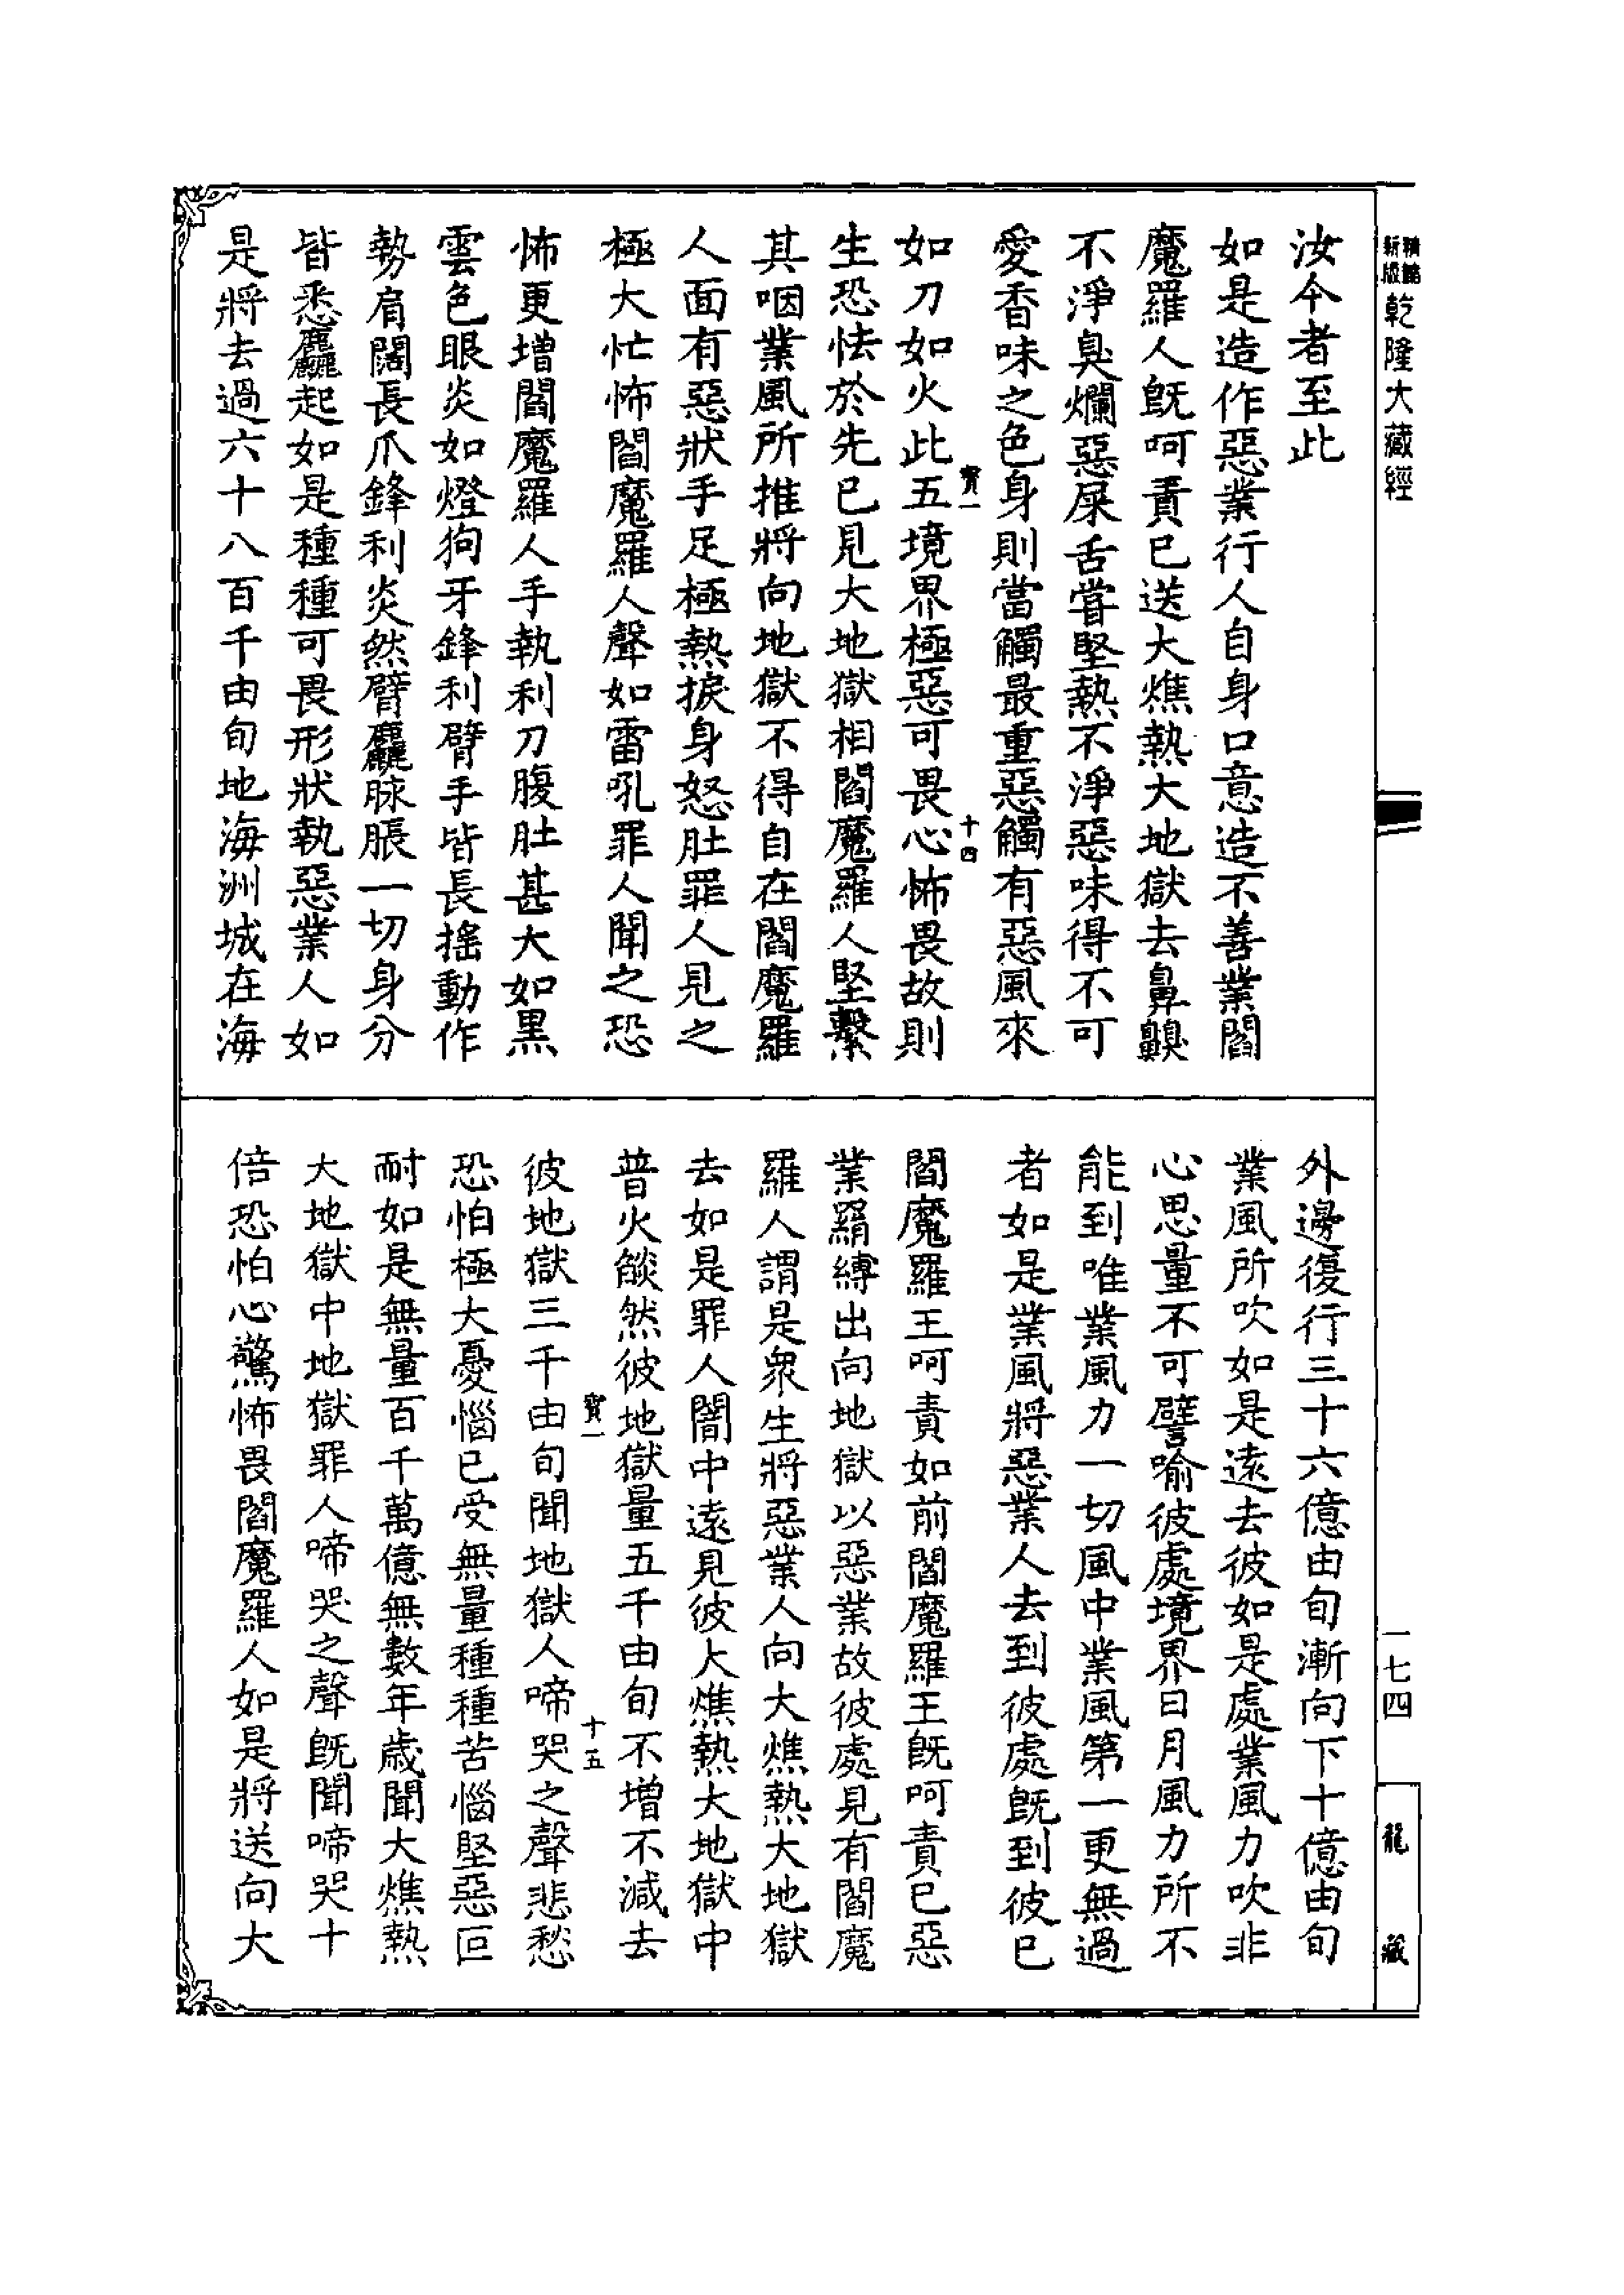 新版精縮乾隆大藏經
一七四
龍藏
汝今者至此
如是造作惡業行人自身口意造不善業閻
魔羅人旣呵責已送大燋熱大地獄去鼻齅
不淨臭爛惡屎舌甞堅熱不淨惡味得不可
愛香味之色身則當觸最重惡觸有惡風來
如刀如火此五境界極惡可畏心怖畏故則
寶一
十四
生恐怯於先已見大地獄相閻魔羅人堅繫
其咽業風所推將向地獄不得自在閻魔羅
人面有惡狀手足極熱捩身怒肚罪人見之
極大忙怖閻魔羅人聲如雷吼罪人聞之恐
怖更增閻魔羅人手執利刀腹肚甚大如黑
雲色眼炎如燈狗牙鋒利臂手皆長搖動作
勢肩闊長爪鋒利炎然臂麤脉脹一切身分
皆悉麤起如是種種可畏形狀執惡業人如
是將去過六十八百千由旬地海洲城在海
外邊復行三十六億由旬漸向下十億由旬
業風所吹如是遠去彼如是處業風力吹非
心思量不可譬喻彼處境界日月風力所不
能到唯業風力一切風中業風第一更無過
者如是業風將惡業人去到彼處旣到彼已
閻魔羅王呵責如前閻魔羅王旣呵責已惡
業羂縛出向地獄以惡業故彼處見有閻魔
羅人謂是衆生將惡業人向大燋熱大地獄
去如是罪人闇中遠見彼大燋熱大地獄中
普火燄然彼地獄量五千由旬不增不減去
寶一
十五
彼地獄三千由旬聞地獄人啼哭之聲悲愁
恐怕極大憂惱已受無量種種苦惱堅惡叵
耐如是無量百千萬億無數年歲聞大燋熱
大地獄中地獄罪人啼哭之聲旣聞啼哭十
倍恐怕心驚怖畏閻魔羅人如是將送向大